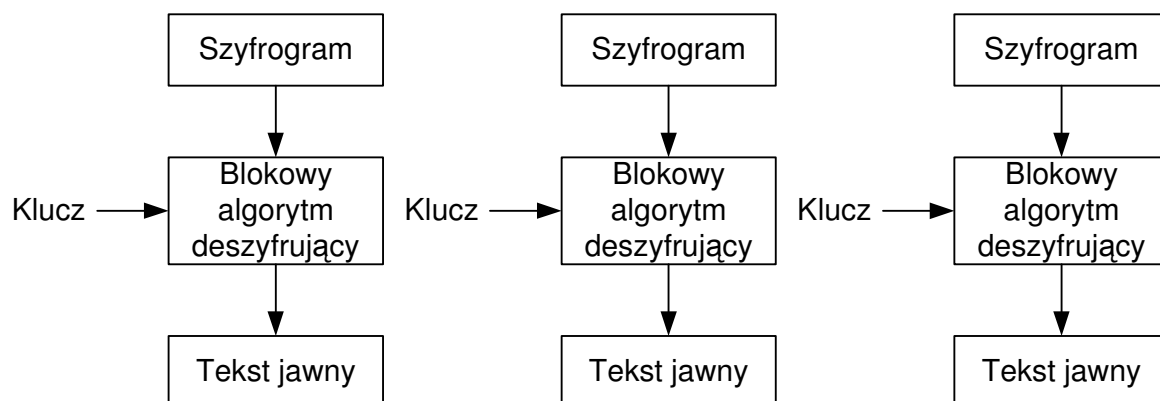 Szyfrogram
Szyfrogram
Szyfrogram
Klucz
Blokowy
algorytm
deszyfrujący
Klucz
Blokowy
algorytm
deszyfrujący
Klucz
Blokowy
algorytm
deszyfrujący
Tekst jawny
Tekst jawny
Tekst jawny